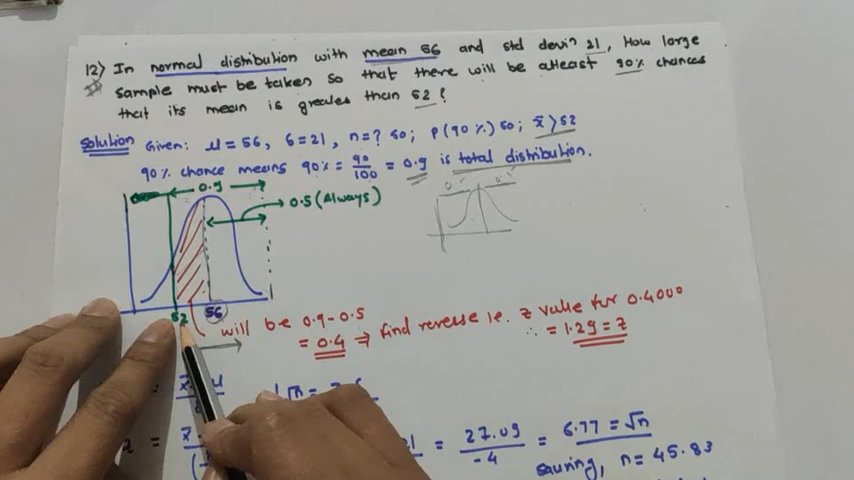 12) In normal distribution with mean 56 and std devin 21, How large
sample must be taken so that there will be atleast 90% chances
that its mean is greater than 52?
Solution Given: μ = 56, σ = 21, n = ? so; P(90%) so; x̄ > 52
90% chance means 90% = 90/100 = 0.9 is total distribution.
0.9
0.5 (Always)
52 56
will be 0.9 - 0.5
= 0.4 ⇒ find reverse i.e. Z value for 0.4000
∴ = 1.29 = Z
= 27.09/-4 = 6.77 = √n
n = 45.83